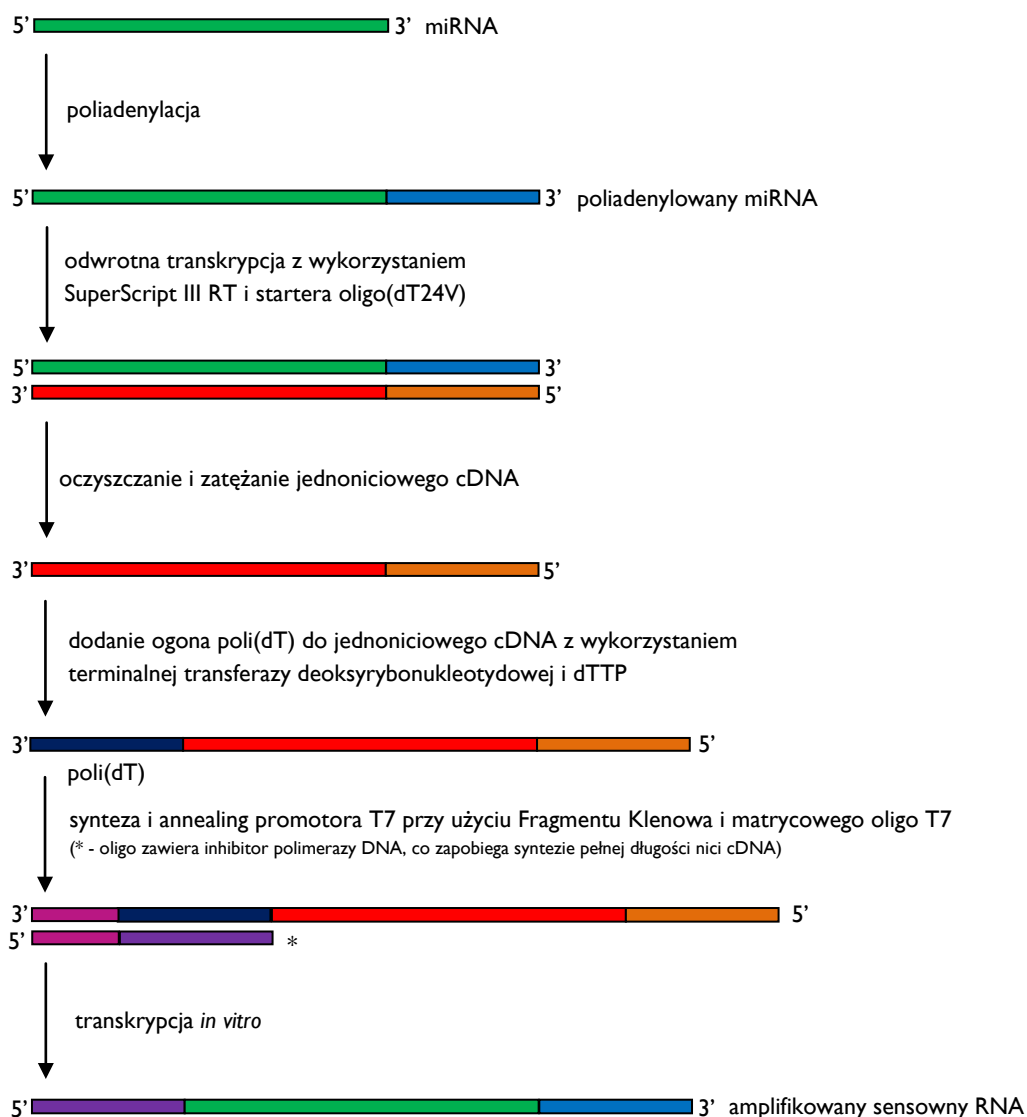 5’ 3’ miRNA
poliadenylacja
5’ 3’ poliadenylowany miRNA
odwrotna transkrypcja z wykorzystaniem
SuperScript III RT i startera oligo(dT24V)
5’ 3’
3’ 5’
oczyszczanie i zatężanie jednoniciowego cDNA
3’ 5’
dodanie ogona poli(dT) do jednoniciowego cDNA z wykorzystaniem
terminalnej transferazy deoksyrybonukleotydowej i dTTP
3’ 5’
poli(dT)
synteza i annealing promotora T7 przy użyciu Fragmentu Klenowa i matrycowego oligo T7
(* - oligo zawiera inhibitor polimerazy DNA, co zapobiega syntezie pełnej długości nici cDNA)
3’ 5’
5’ *
transkrypcja in vitro
5’ 3’ amplifikowany sensowny RNA